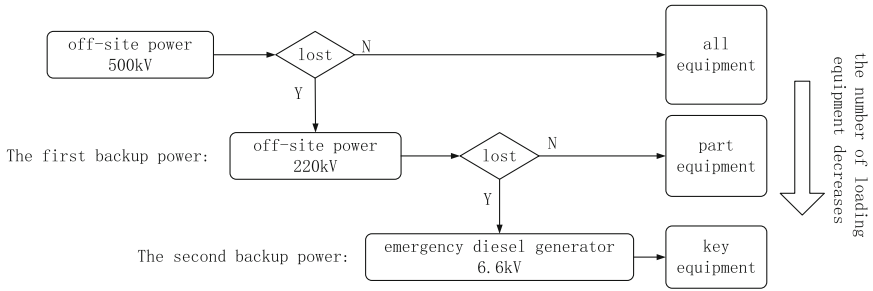 off-site power
500kV
lost
N
all
equipment
Y
The first backup power:
off-site power
220kV
lost
N
part
equipment
Y
The second backup power:
emergency diesel generator
6.6kV
key
equipment
the number of loading
equipment decreases